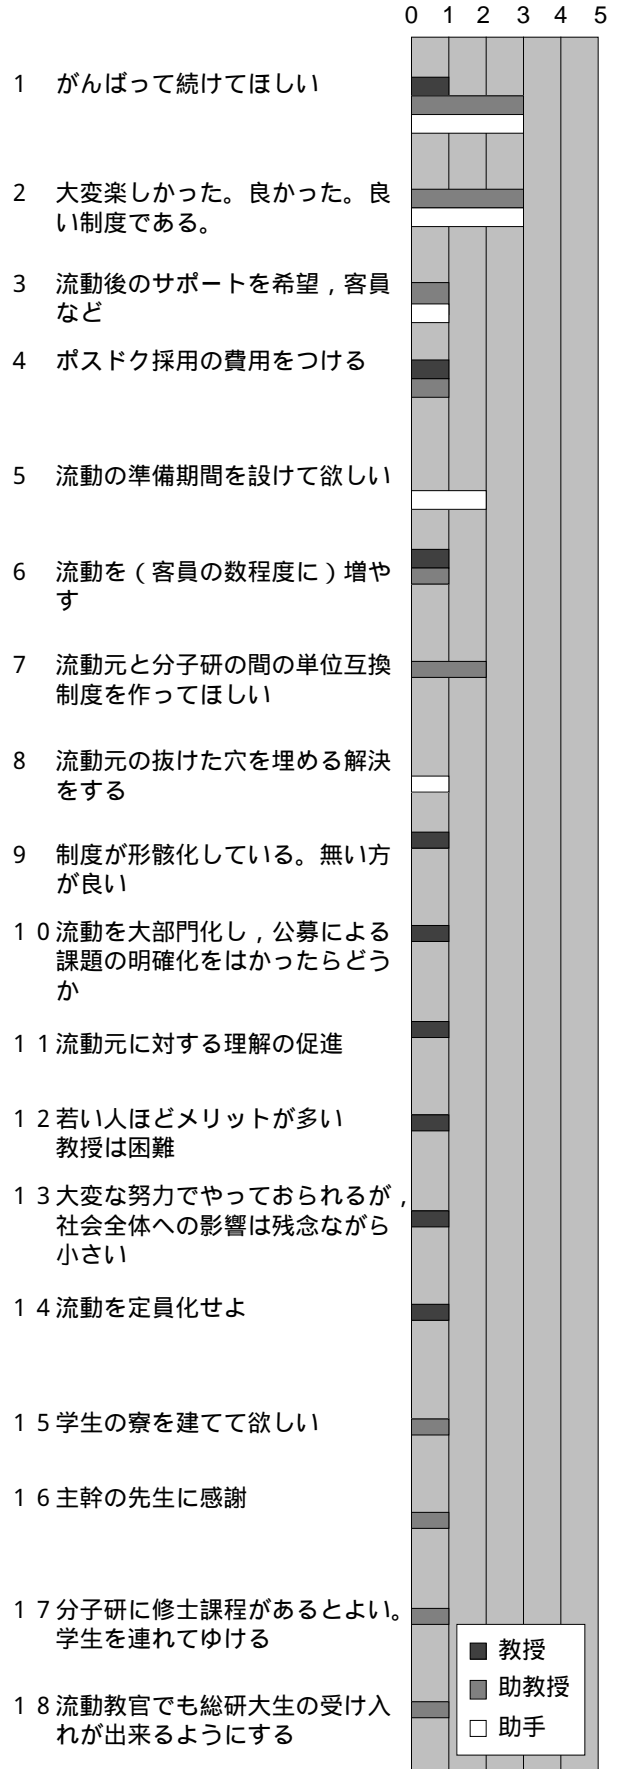 0 1 2 3 4 5
1 がんばって続けてほしい
2 大変楽しかった。良かった。良
い制度である。
3 流動後のサポートを希望，客員
など
4 ポスドク採用の費用をつける
5 流動の準備期間を設けて欲しい
6 流動を（客員の数程度に）増や
す
7 流動元と分子研の間の単位互換
制度を作ってほしい
8 流動元の抜けた穴を埋める解決
をする
9 制度が形骸化している。無い方
が良い
１０流動を大部門化し，公募による
課題の明確化をはかったらどう
か
１１流動元に対する理解の促進
１２若い人ほどメリットが多い
教授は困難
１３大変な努力でやっておられるが，
社会全体への影響は残念ながら
小さい
１４流動を定員化せよ
１５学生の寮を建てて欲しい
１６主幹の先生に感謝
１７分子研に修士課程があるとよい。
学生を連れてゆける
１８流動教官でも総研大生の受け入
れが出来るようにする
教授
助教授
助手